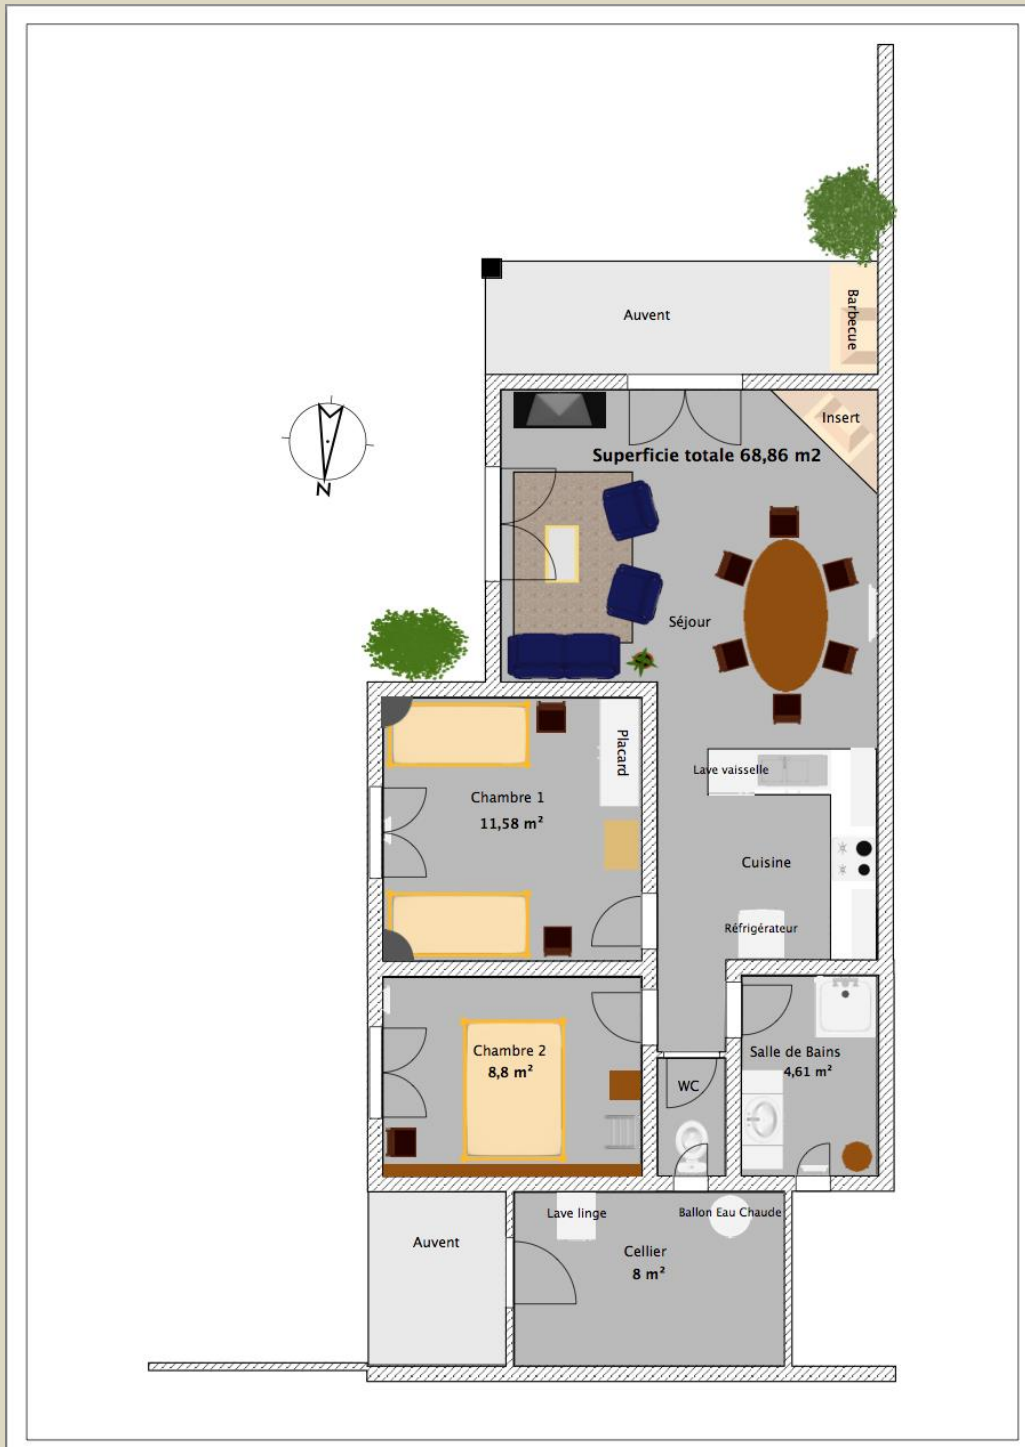 Auvent
Barbecue
Insert
Superficie totale 68,86 m2
N
Séjour
Placard
Lave vaisselle
Chambre 1
11,58 m²
Cuisine
Réfrigérateur
Chambre 2
8,8 m²
Salle de Bains
4,61 m²
WC
Lave linge
Ballon Eau Chaude
Auvent
Cellier
8 m²